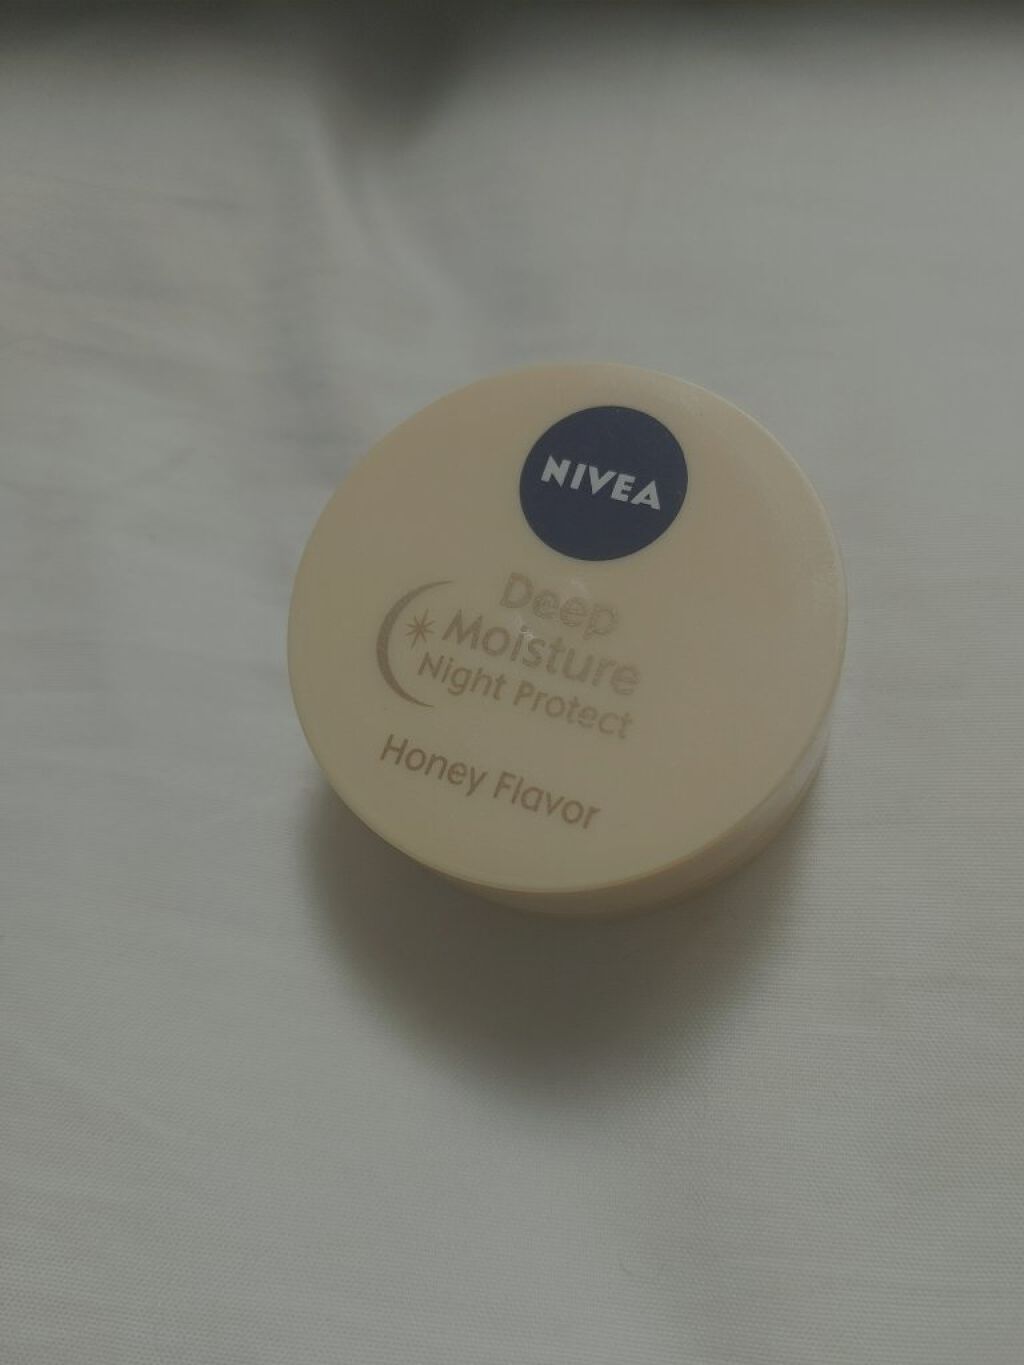 NIVEA
Deep
Moisture
Night Protect
Honey Flavor